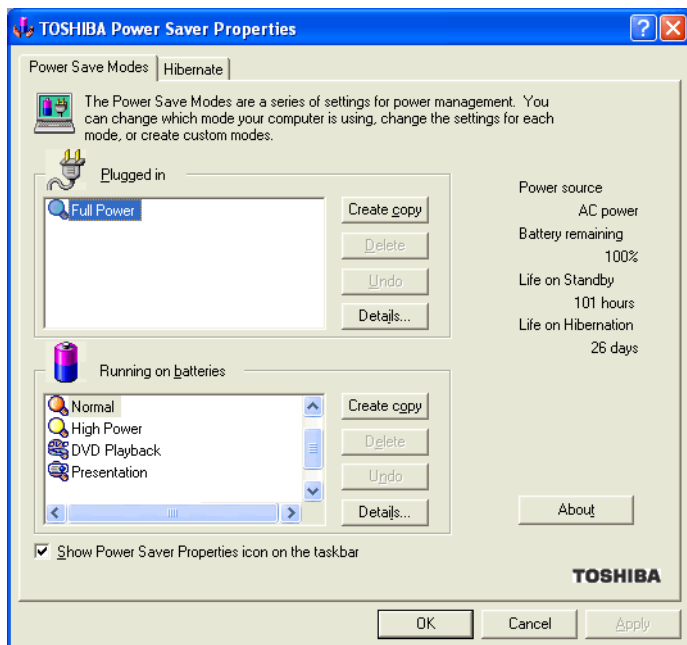 TOSHIBA Power Saver Properties
Power Save Modes
Hibernate
The Power Save Modes are a series of settings for power management. You
can change which mode your computer is using, change the settings for each
mode, or create custom modes.
Plugged in
Full Power
Create copy
Delete
Undo
Details...
Power source
AC power
Battery remaining
100%
Life on Standby
101 hours
Life on Hibernation
26 days
Running on batteries
Normal
High Power
DVD Playback
Presentation
Create copy
Delete
Undo
Details...
About
Show Power Saver Properties icon on the taskbar
TOSHIBA
OK
Cancel
Apply